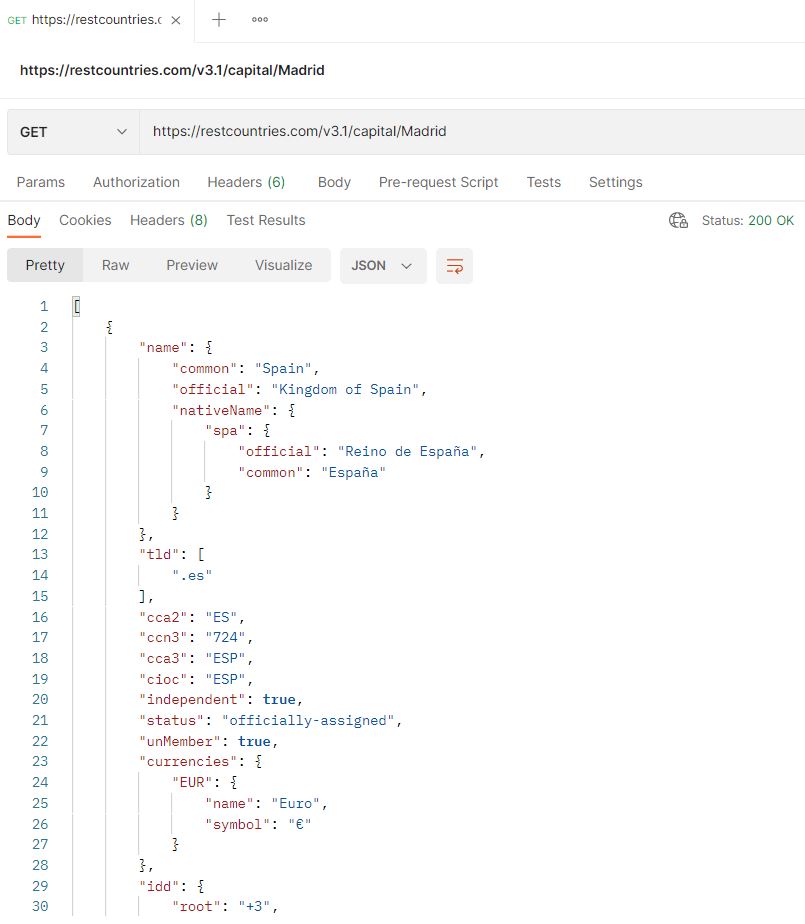 GET https://restcountries.c
https://restcountries.com/v3.1/capital/Madrid
GET https://restcountries.com/v3.1/capital/Madrid
Params Authorization Headers (6) Body Pre-request Script Tests Settings
Body Cookies Headers (8) Test Results Status: 200 OK
Pretty Raw Preview Visualize JSON
1 [
2 {
3 "name": {
4 "common": "Spain",
5 "official": "Kingdom of Spain",
6 "nativeName": {
7 "spa": {
8 "official": "Reino de España",
9 "common": "España"
10 }
11 }
12 },
13 "tld": [
14 ".es"
15 ],
16 "cca2": "ES",
17 "ccn3": "724",
18 "cca3": "ESP",
19 "cioc": "ESP",
20 "independent": true,
21 "status": "officially-assigned",
22 "unMember": true,
23 "currencies": {
24 "EUR": {
25 "name": "Euro",
26 "symbol": "€"
27 }
28 },
29 "idd": {
30 "root": "+3",